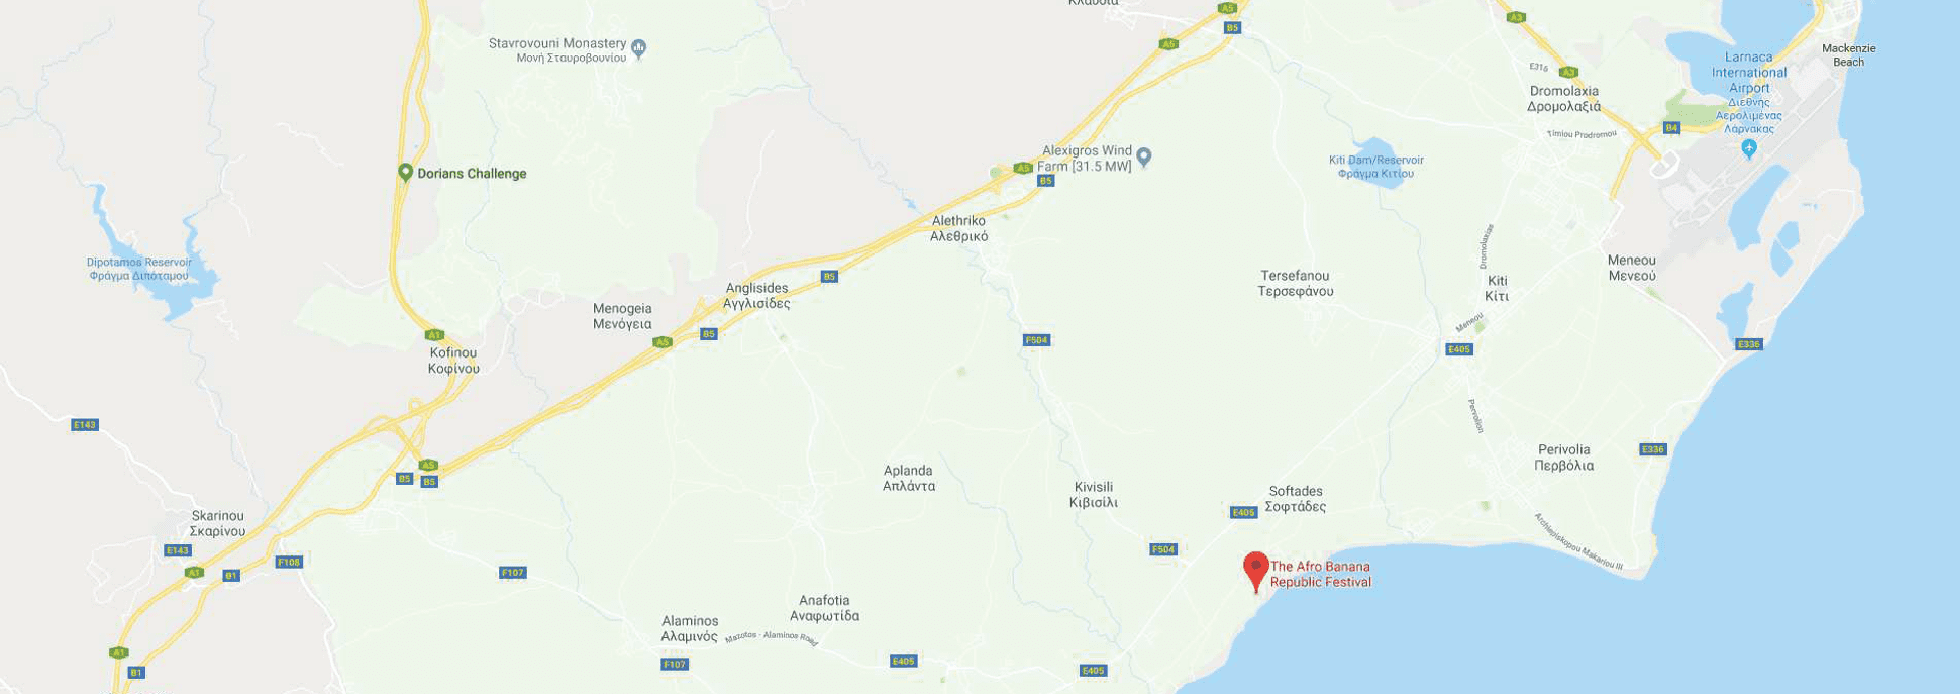 Κλαυδιά
A5
B5
A3
Mackenzie
Beach
Stavrovouni Monastery
Μονή Σταυροβουνίου
A5
Larnaca
International
Airport
Διεθνής
Αερολιμένας
Λάρνακας
E316
A3
Dromolaxia
Δρομολαξιά
B4
Timiou Prodromou
Alexigros Wind
Farm [31.5 MW]
A5
B5
Kiti Dam/Reservoir
Φράγμα Κιτίου
Dorians Challenge
Alethriko
Αλεθρικό
Dromolaxias
Dipotamos Reservoir
Φράγμα Διπόταμου
Meneou
Μενεού
Tersefanou
Τερσεφάνου
Kiti
Κίτι
B5
Anglisides
Αγγλισίδες
Menogeia
Μενόγεια
Meneou
A1
B5
A5
F504
E405
E336
Kofinou
Κοφίνου
E143
Pervolion
Perivolia
Περβόλια
E336
A5
B5
B5
Aplanda
Απλάντα
Kivisili
Κιβισίλι
Softades
Σοφτάδες
E405
Skarinou
Σκαρίνου
Archiepiskopou Makariou III
E143
F504
F108
A1
B1
F107
The Afro Banana
Republic Festival
Anafotia
Αναφωτίδα
Alaminos
Αλαμινός
Mazotos - Alaminos Road
A1
B1
F107
E405
E405